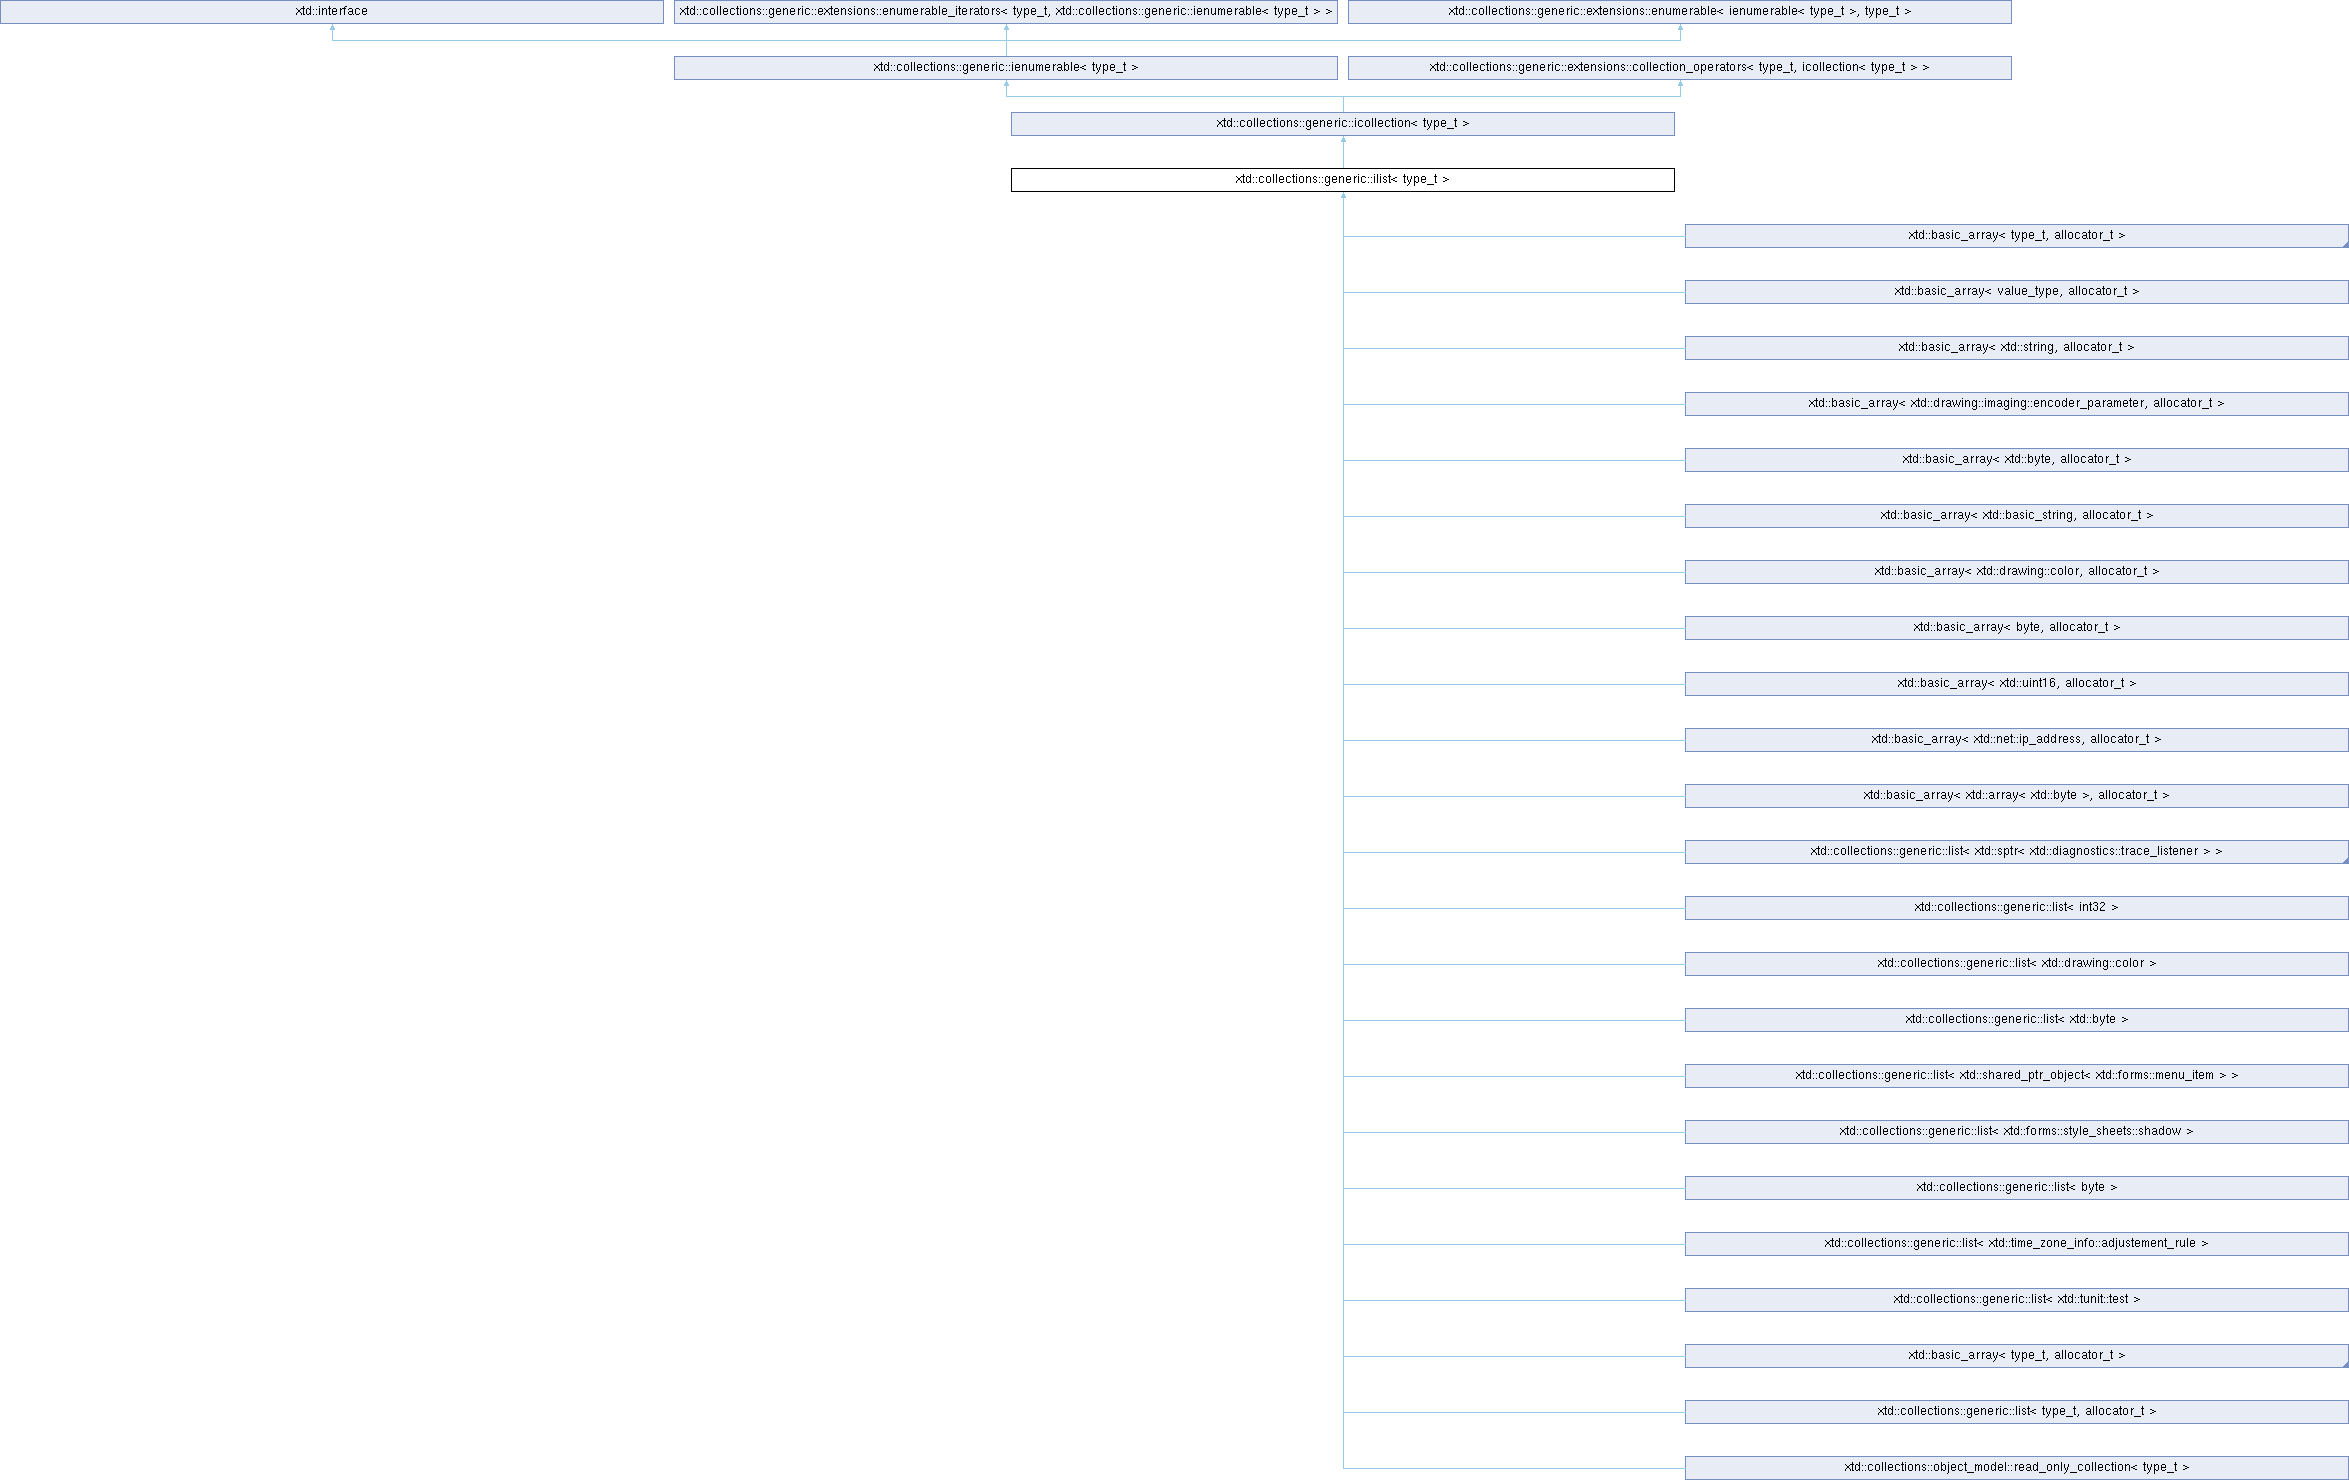 xtd::interface
xtd::collections::generic::extensions::enumerable_iterators< type_t, xtd::collections::generic::ienumerable< type_t > >
xtd::collections::generic::extensions::enumerable< ienumerable< type_t >, type_t >
xtd::collections::generic::ienumerable< type_t >
xtd::collections::generic::extensions::collection_operators< type_t, icollection< type_t > >
xtd::collections::generic::icollection< type_t >
xtd::collections::generic::ilist< type_t >
xtd::basic_array< type_t, allocator_t >
xtd::basic_array< value_type, allocator_t >
xtd::basic_array< xtd::string, allocator_t >
xtd::basic_array< xtd::drawing::imaging::encoder_parameter, allocator_t >
xtd::basic_array< xtd::byte, allocator_t >
xtd::basic_array< xtd::basic_string, allocator_t >
xtd::basic_array< xtd::drawing::color, allocator_t >
xtd::basic_array< byte, allocator_t >
xtd::basic_array< xtd::uint16, allocator_t >
xtd::basic_array< xtd::net::ip_address, allocator_t >
xtd::basic_array< xtd::array< xtd::byte >, allocator_t >
xtd::collections::generic::list< xtd::sptr< xtd::diagnostics::trace_listener > >
xtd::collections::generic::list< int32 >
xtd::collections::generic::list< xtd::drawing::color >
xtd::collections::generic::list< xtd::byte >
xtd::collections::generic::list< xtd::shared_ptr_object< xtd::forms::menu_item > >
xtd::collections::generic::list< xtd::forms::style_sheets::shadow >
xtd::collections::generic::list< byte >
xtd::collections::generic::list< xtd::time_zone_info::adjustement_rule >
xtd::collections::generic::list< xtd::tunit::test >
xtd::basic_array< type_t, allocator_t >
xtd::collections::generic::list< type_t, allocator_t >
xtd::collections::object_model::read_only_collection< type_t >